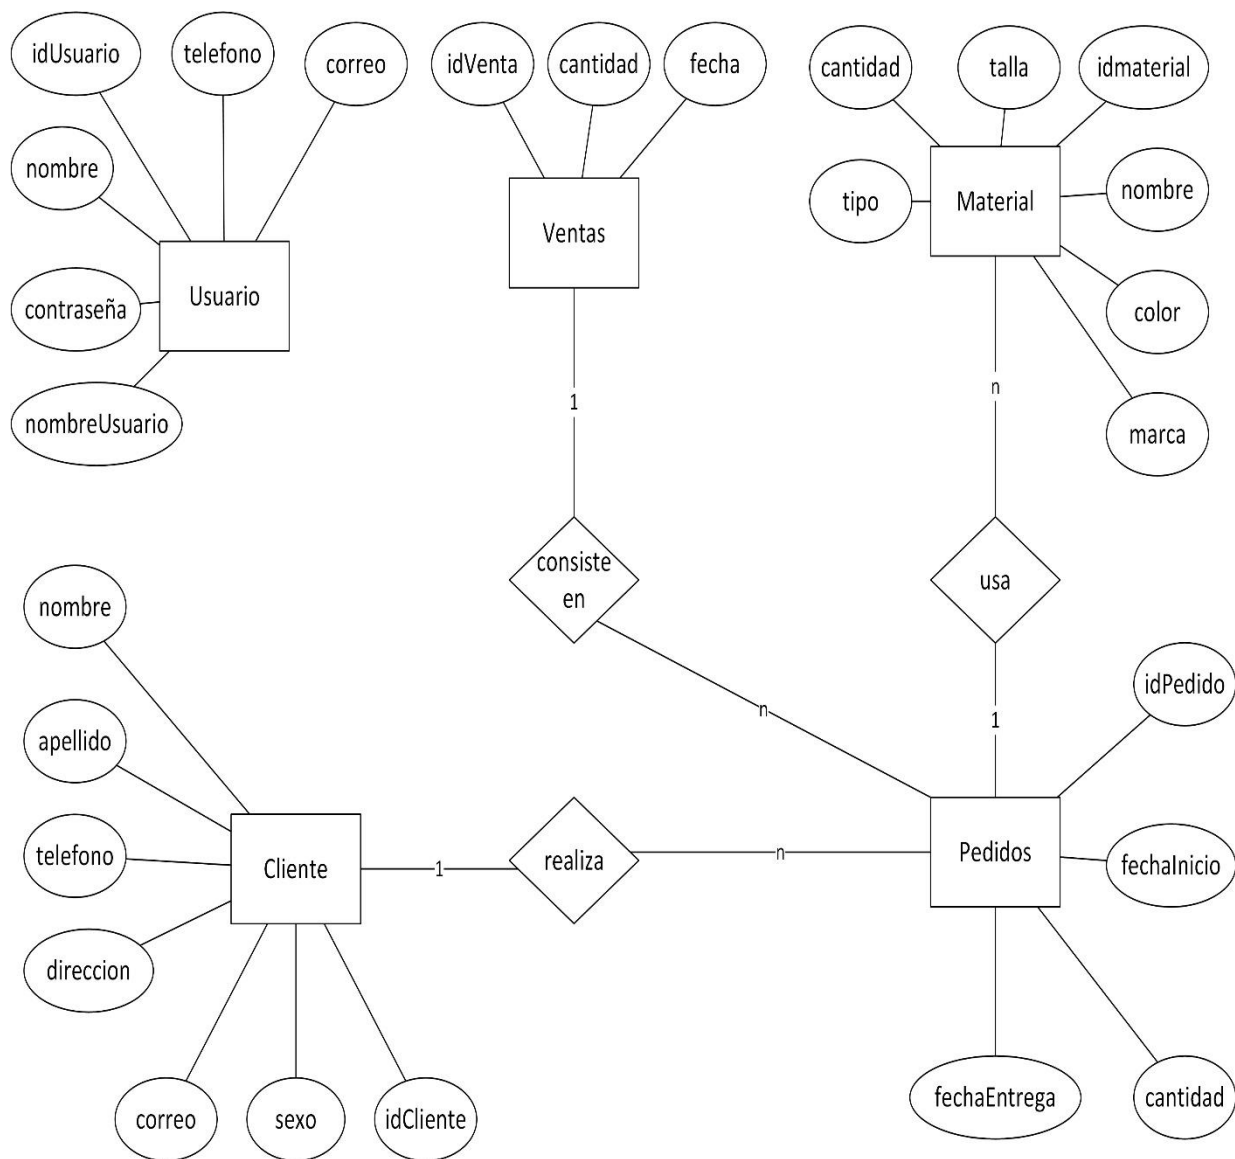 idUsuario
telefono
correo
idVenta
cantidad
fecha
cantidad
talla
idmaterial
nombre
tipo
Material
nombre
Ventas
contraseña
Usuario
color
nombreUsuario
1
n
marca
consiste
en
usa
nombre
idPedido
n
1
apellido
telefono
Cliente
1
realiza
n
Pedidos
fechaInicio
direccion
correo
sexo
idCliente
fechaEntrega
cantidad